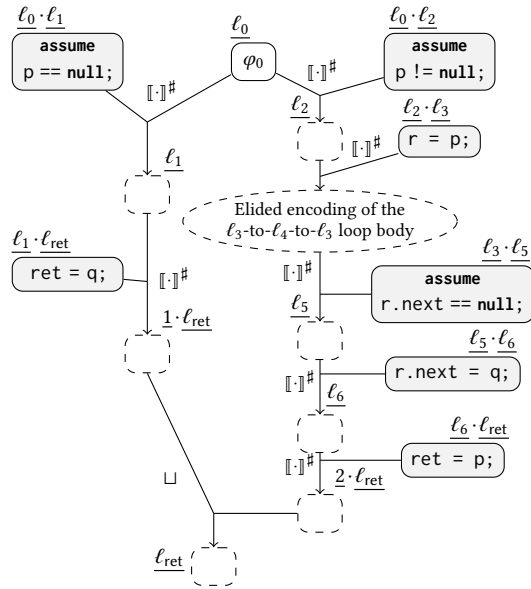 ℓ₀·ℓ₁
assume
p == null;
ℓ₀
φ₀
ℓ₀·ℓ₂
assume
p != null;
⟦·⟧♯
⟦·⟧♯
ℓ₂
ℓ₂·ℓ₃
r = p;
⟦·⟧♯
ℓ₁
Elided encoding of the
ℓ₃-to-ℓ₄-to-ℓ₃ loop body
ℓ₁·ℓret
ret = q;
⟦·⟧♯
⟦·⟧♯
ℓ₃·ℓ₅
assume
r.next == null;
ℓ₅
1·ℓret
ℓ₅·ℓ₆
r.next = q;
⟦·⟧♯
ℓ₆
ℓ₆·ℓret
ret = p;
⟦·⟧♯
2·ℓret
⊔
ℓret